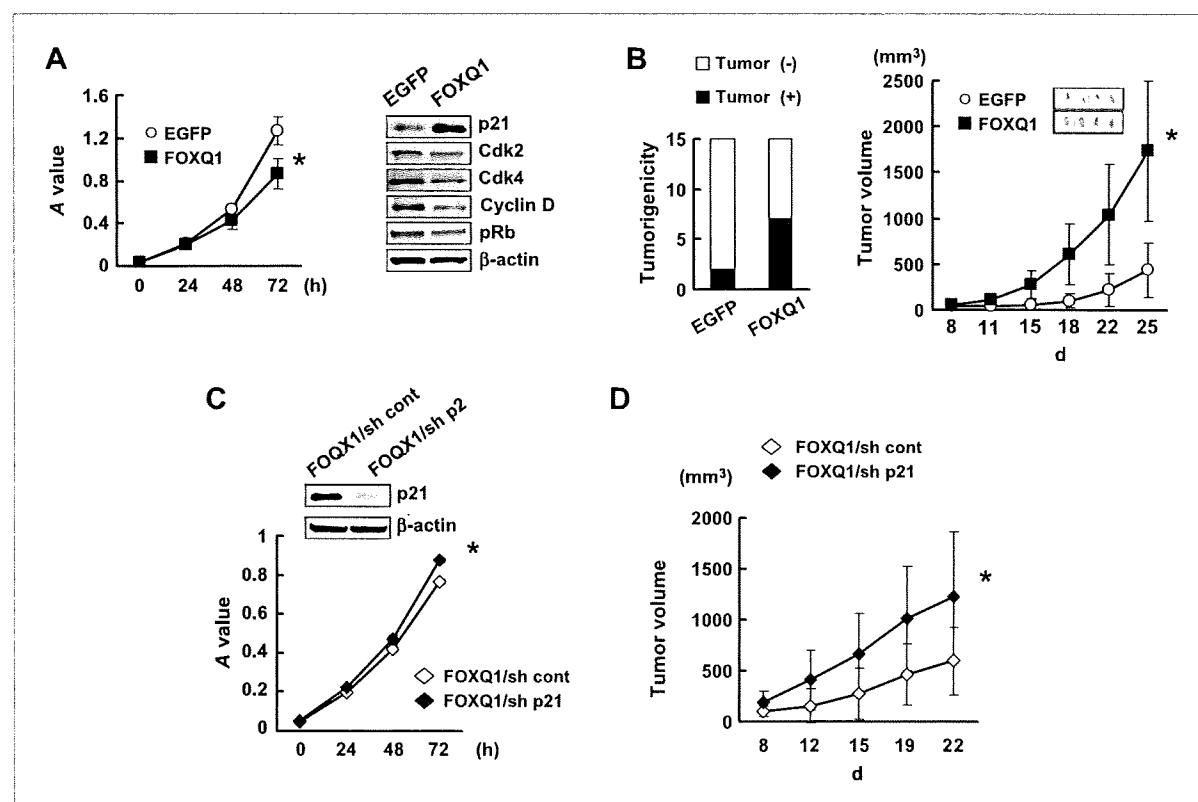 A
EGFP
FOXQ1
A value
1.6
1.2
0.8
0.4
0
0 24 48 72 (h)
*
EGFP FOXQ1
p21
Cdk2
Cdk4
Cyclin D
pRb
β-actin
B
Tumor (-)
Tumor (+)
Tumorigenicity
15
10
5
0
EGFP FOXQ1
(mm³)
EGFP
FOXQ1
Tumor volume
2500
2000
1500
1000
500
0
8 11 15 18 22 25
d
*
C
FOQX1/sh cont FOQX1/sh p2
p21
β-actin
A value
1
0.8
0.6
0.4
0.2
0
0 24 48 72 (h)
*
FOXQ1/sh cont
FOXQ1/sh p21
D
FOXQ1/sh cont
FOXQ1/sh p21
(mm³)
Tumor volume
2000
1500
1000
500
0
8 12 15 19 22
d
*